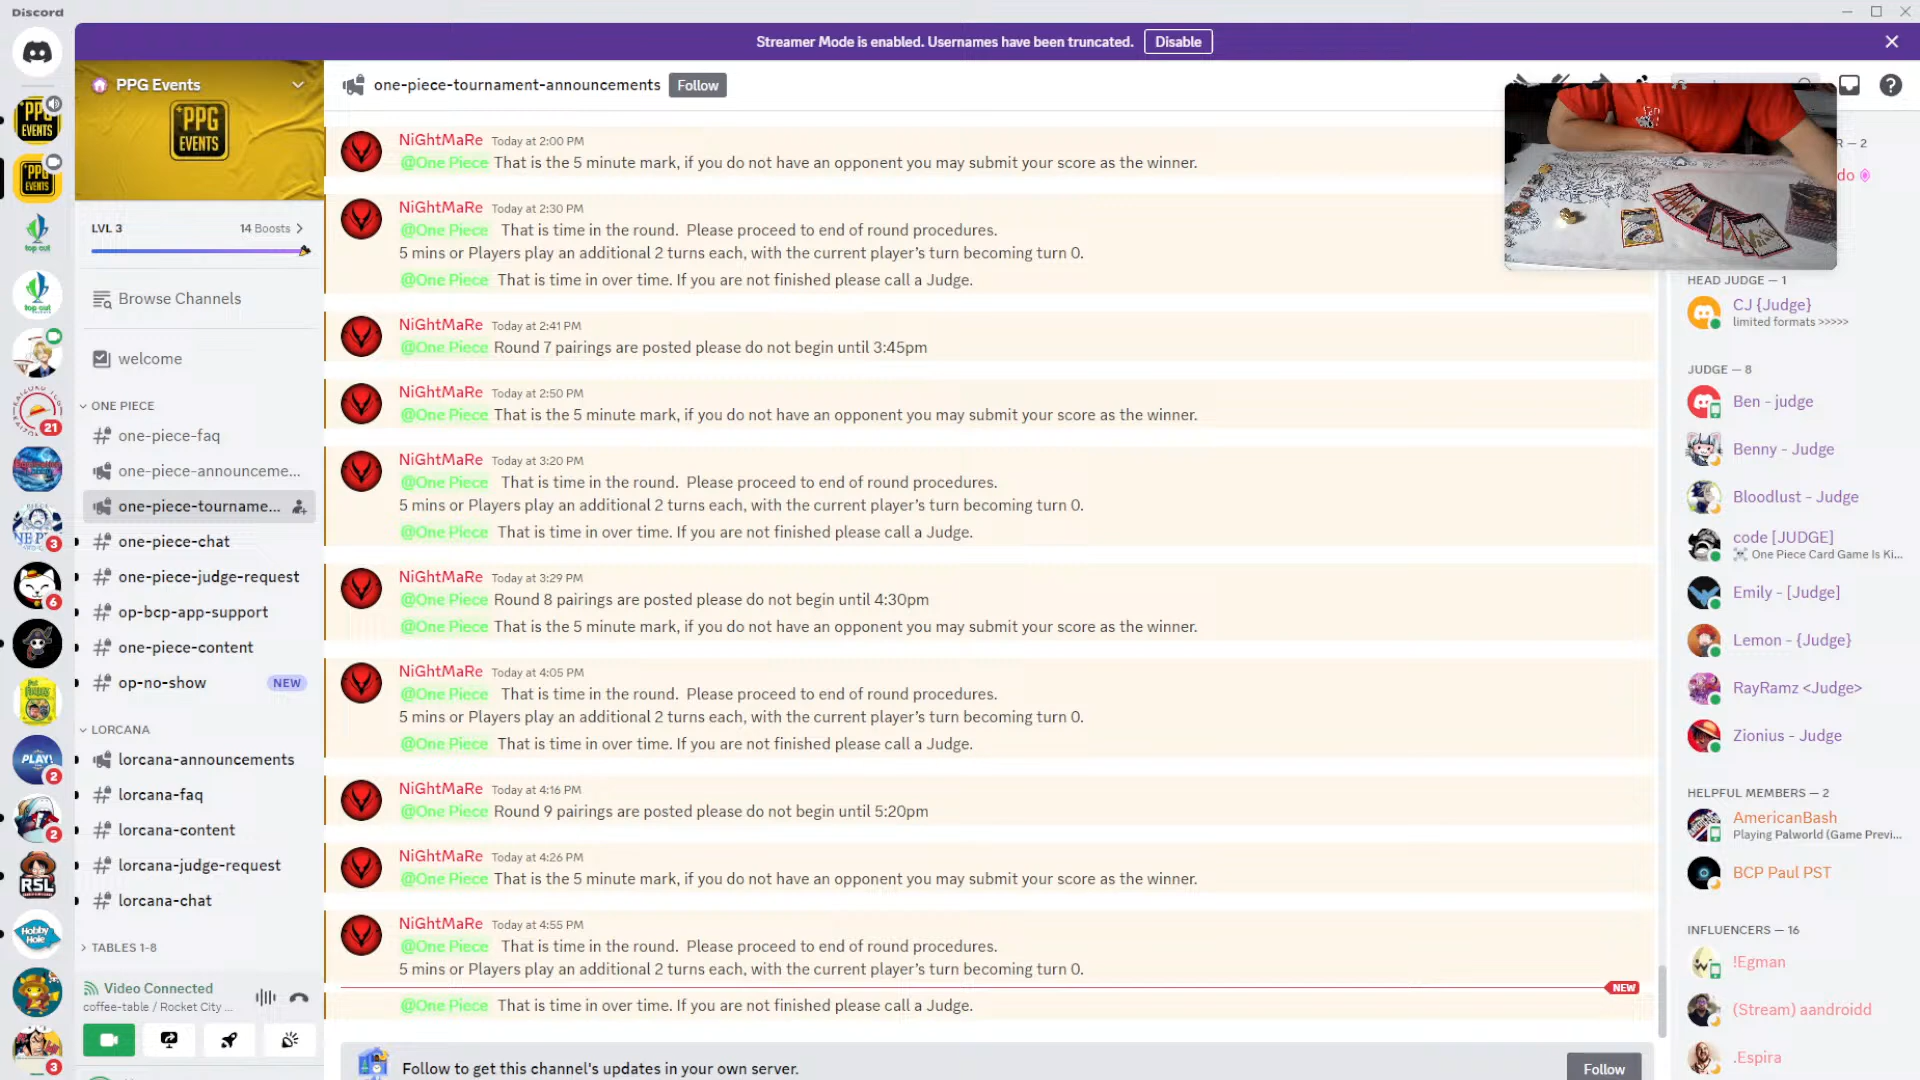 Discord
Streamer Mode is enabled. Usernames have been truncated.
Disable
PPG Events
PPG
EVENTS
LVL 3
14 Boosts
Browse Channels
welcome
ONE PIECE
one-piece-faq
one-piece-announceme...
one-piece-tourname...
one-piece-chat
one-piece-judge-request
op-bcp-app-support
one-piece-content
op-no-show
NEW
LORCANA
lorcana-announcements
lorcana-faq
lorcana-content
lorcana-judge-request
lorcana-chat
TABLES 1-8
Video Connected
coffee-table / Rocket City ...
one-piece-tournament-announcements
Follow
NiGhtMaRe Today at 2:00 PM
@One Piece That is the 5 minute mark, if you do not have an opponent you may submit your score as the winner.
NiGhtMaRe Today at 2:30 PM
@One Piece That is time in the round. Please proceed to end of round procedures.
5 mins or Players play an additional 2 turns each, with the current player's turn becoming turn 0.
@One Piece That is time in over time. If you are not finished please call a Judge.
NiGhtMaRe Today at 2:41 PM
@One Piece Round 7 pairings are posted please do not begin until 3:45pm
NiGhtMaRe Today at 2:50 PM
@One Piece That is the 5 minute mark, if you do not have an opponent you may submit your score as the winner.
NiGhtMaRe Today at 3:20 PM
@One Piece That is time in the round. Please proceed to end of round procedures.
5 mins or Players play an additional 2 turns each, with the current player's turn becoming turn 0.
@One Piece That is time in over time. If you are not finished please call a Judge.
NiGhtMaRe Today at 3:29 PM
@One Piece Round 8 pairings are posted please do not begin until 4:30pm
@One Piece That is the 5 minute mark, if you do not have an opponent you may submit your score as the winner.
NiGhtMaRe Today at 4:05 PM
@One Piece That is time in the round. Please proceed to end of round procedures.
5 mins or Players play an additional 2 turns each, with the current player's turn becoming turn 0.
@One Piece That is time in over time. If you are not finished please call a Judge.
NiGhtMaRe Today at 4:16 PM
@One Piece Round 9 pairings are posted please do not begin until 5:20pm
NiGhtMaRe Today at 4:26 PM
@One Piece That is the 5 minute mark, if you do not have an opponent you may submit your score as the winner.
NiGhtMaRe Today at 4:55 PM
@One Piece That is time in the round. Please proceed to end of round procedures.
5 mins or Players play an additional 2 turns each, with the current player's turn becoming turn 0.
NEW
@One Piece That is time in over time. If you are not finished please call a Judge.
Follow to get this channel's updates in your own server.
Follow
R — 2
do
HEAD JUDGE — 1
CJ {Judge}
limited formats >>>>>
JUDGE — 8
Ben - judge
Benny - Judge
Bloodlust - Judge
code [JUDGE]
One Piece Card Game Is Ki...
Emily - [Judge]
Lemon - {Judge}
RayRamz <Judge>
Zionius - Judge
HELPFUL MEMBERS — 2
AmericanBash
Playing Palworld (Game Previ...
BCP Paul PST
INFLUENCERS — 16
!Egman
(Stream) aandroidd
.Espira
PPG
EVENTS
PPG
EVENTS
top cut
top cut
21
3
6
PLAY!
2
2
RSL
Hobby
Hole
3